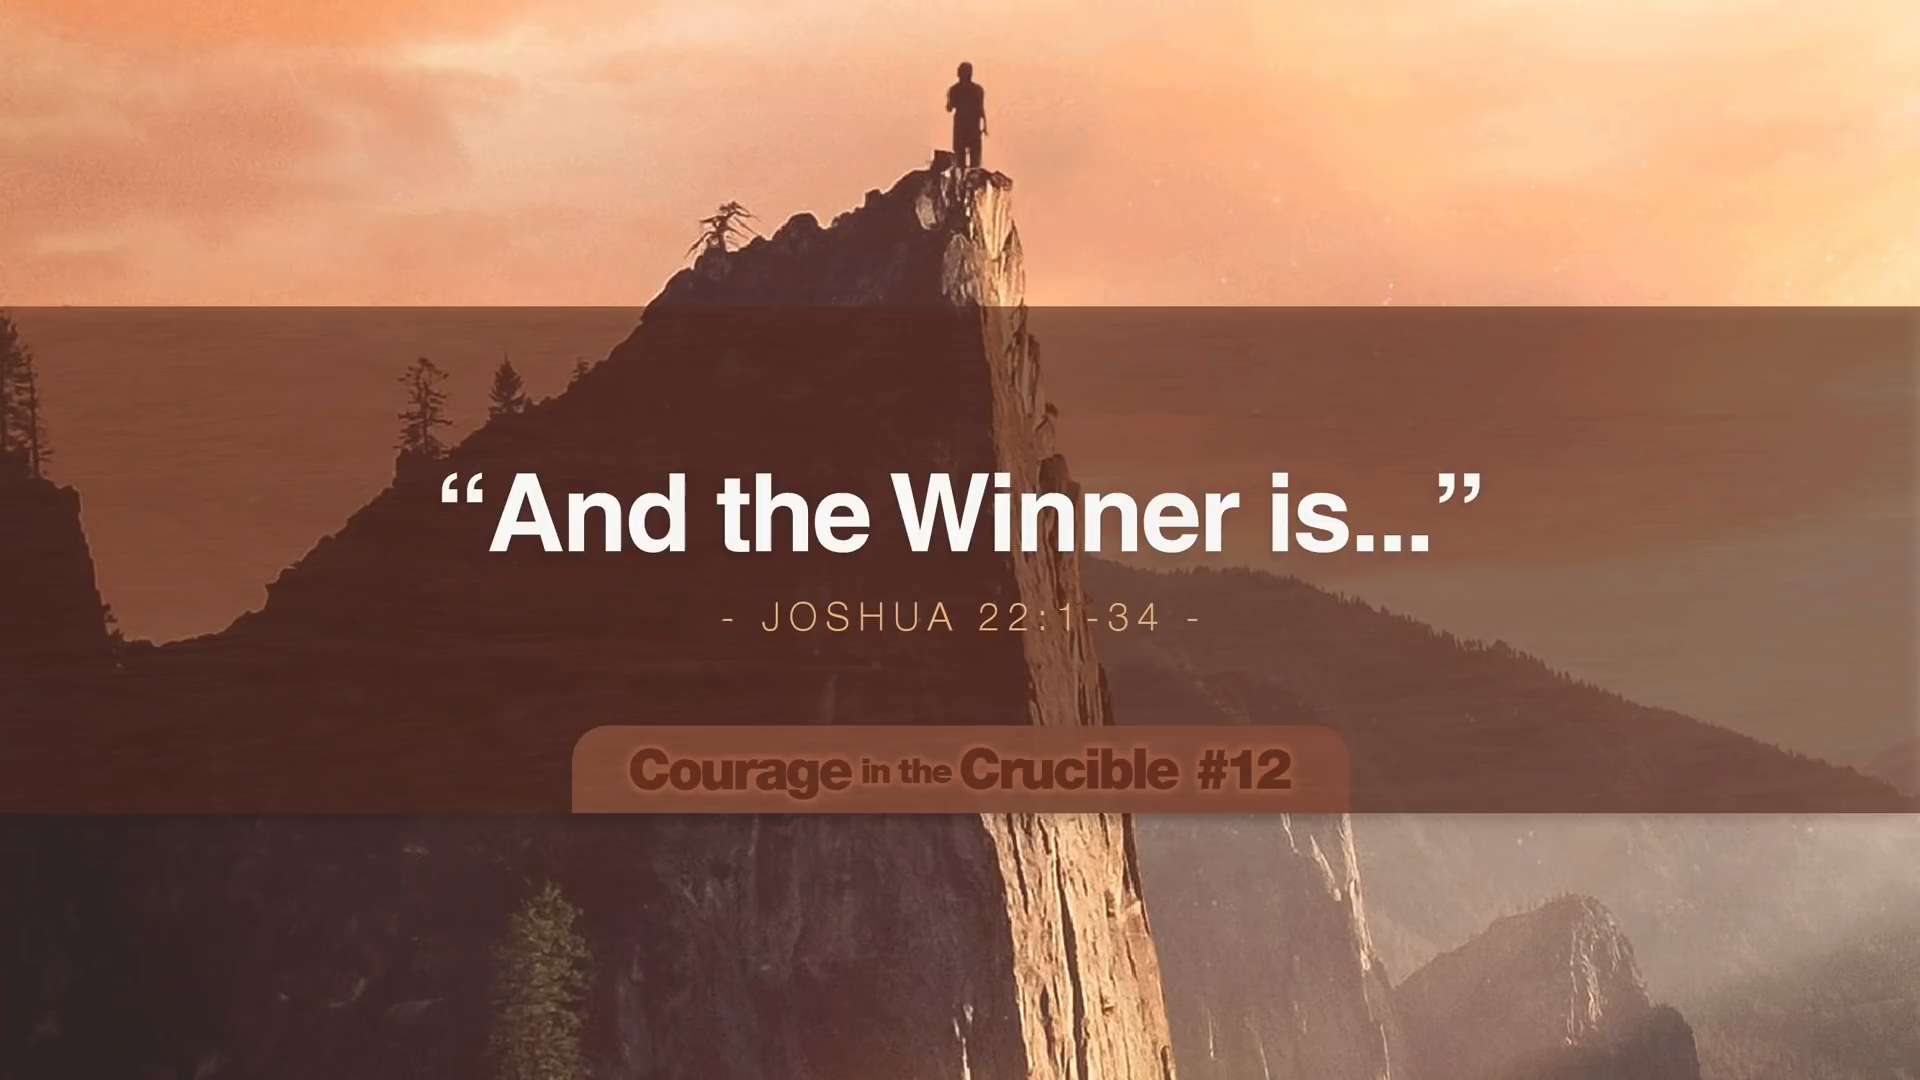 “And the Winner is...”
- JOSHUA 22:1-34 -
Courage in the Crucible #12